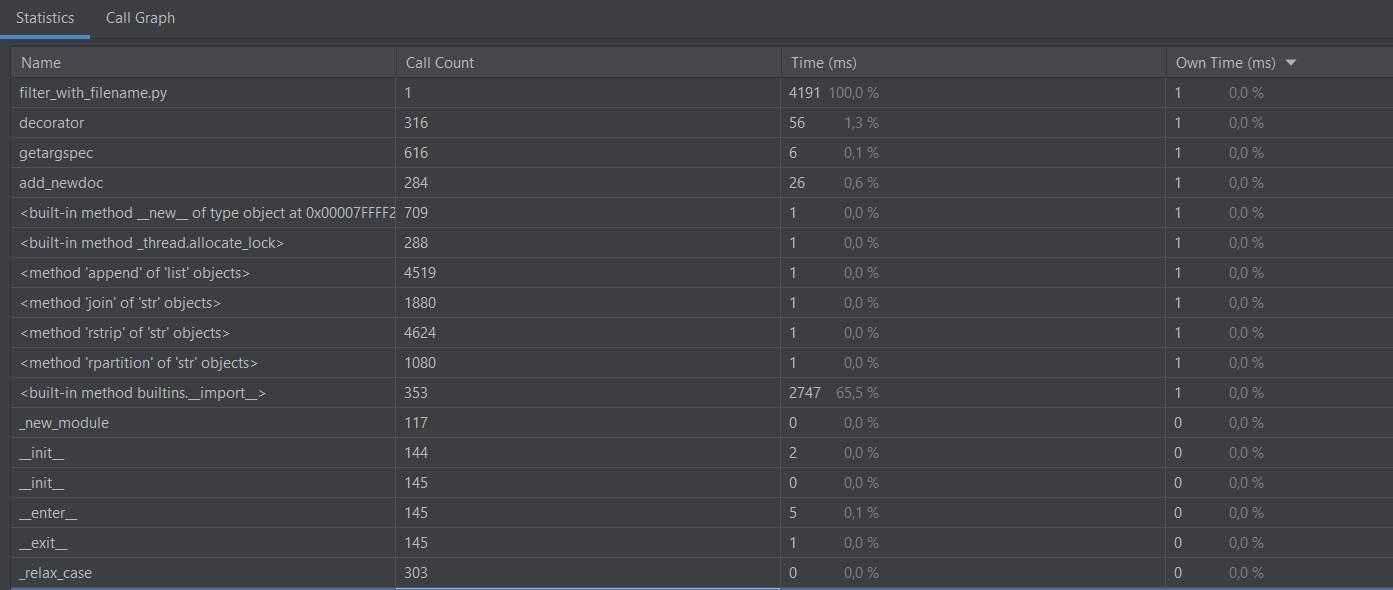 Statistics Call Graph
Name Call Count Time (ms) Own Time (ms)
filter_with_filename.py 1 4191 100,0 % 1 0,0 %
decorator 316 56 1,3 % 1 0,0 %
getargspec 616 6 0,1 % 1 0,0 %
add_newdoc 284 26 0,6 % 1 0,0 %
<built-in method __new__ of type object at 0x00007FFFF2 709 1 0,0 % 1 0,0 %
<built-in method _thread.allocate_lock> 288 1 0,0 % 1 0,0 %
<method 'append' of 'list' objects> 4519 1 0,0 % 1 0,0 %
<method 'join' of 'str' objects> 1880 1 0,0 % 1 0,0 %
<method 'rstrip' of 'str' objects> 4624 1 0,0 % 1 0,0 %
<method 'rpartition' of 'str' objects> 1080 1 0,0 % 1 0,0 %
<built-in method builtins.__import__> 353 2747 65,5 % 1 0,0 %
_new_module 117 0 0,0 % 0 0,0 %
__init__ 144 2 0,0 % 0 0,0 %
__init__ 145 0 0,0 % 0 0,0 %
__enter__ 145 5 0,1 % 0 0,0 %
__exit__ 145 1 0,0 % 0 0,0 %
_relax_case 303 0 0,0 % 0 0,0 %